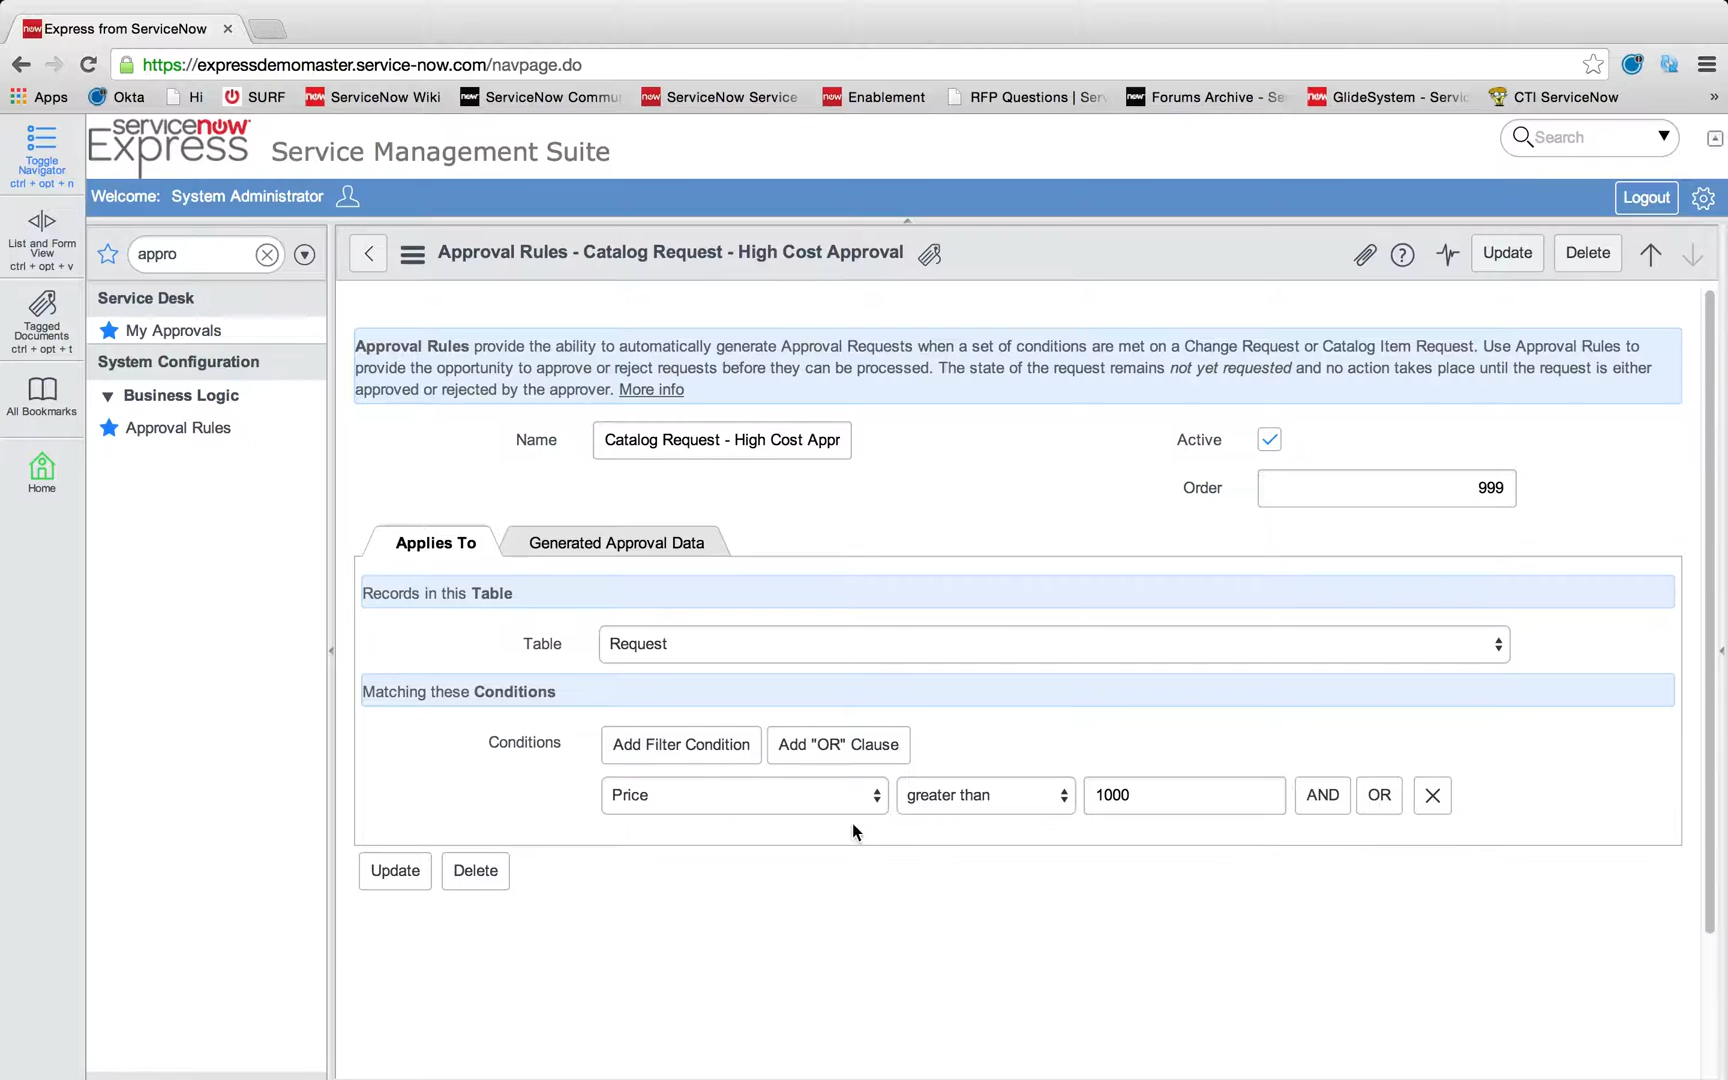 now Express from ServiceNow
https://expressdemomaster.service-now.com/navpage.do
Apps Okta Hi SURF now ServiceNow Wiki now ServiceNow Commu now ServiceNow Service now Enablement RFP Questions | Serv now Forums Archive - Se now GlideSystem - Servic CTI ServiceNow »
Toggle Navigator
ctrl + opt + n
servicenow Express Service Management Suite
Search
Welcome: System Administrator
Logout
List and Form View
ctrl + opt + v
Tagged Documents
ctrl + opt + t
All Bookmarks
Home
appro
Service Desk
My Approvals
System Configuration
Business Logic
Approval Rules
Approval Rules - Catalog Request - High Cost Approval
Update Delete
Approval Rules provide the ability to automatically generate Approval Requests when a set of conditions are met on a Change Request or Catalog Item Request. Use Approval Rules to
provide the opportunity to approve or reject requests before they can be processed. The state of the request remains not yet requested and no action takes place until the request is either
approved or rejected by the approver. More info
Name Catalog Request - High Cost Appr
Active
Order 999
Applies To Generated Approval Data
Records in this Table
Table Request
Matching these Conditions
Conditions Add Filter Condition Add "OR" Clause
Price greater than 1000 AND OR
Update Delete